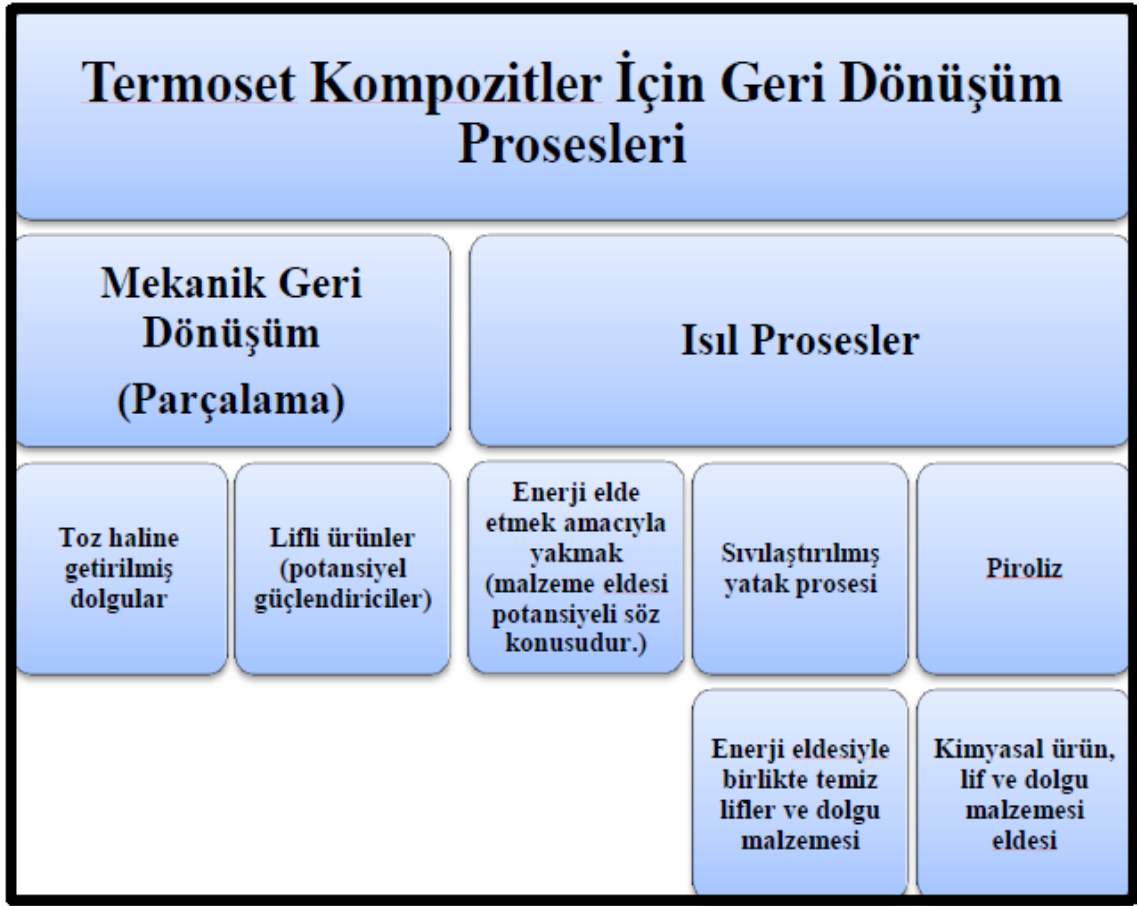 Termoset Kompozitler İçin Geri Dönüşüm
Prosesleri
Mekanik Geri
Dönüşüm
(Parçalama)
Isıl Prosesler
Toz haline
getirilmiş
dolgular
Lifli ürünler
(potansiyel
güçlendiriciler)
Enerji elde
etmek amacıyla
yakmak
(malzeme eldesi
potansiyeli söz
konusudur.)
Sıvılaştırılmış
yatak prosesi
Piroliz
Enerji eldesiyle
birlikte temiz
lifler ve dolgu
malzemesi
Kimyasal ürün,
lif ve dolgu
malzemesi
eldesi